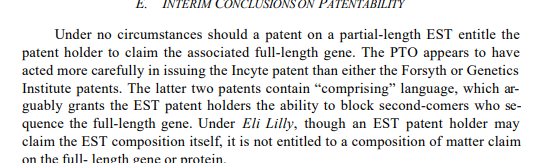 E. INTERIM CONCLUSIONS ON PATENTABILITY
Under no circumstances should a patent on a partial-length EST entitle the
patent holder to claim the associated full-length gene. The PTO appears to have
acted more carefully in issuing the Incyte patent than either the Forsyth or Genetics
Institute patents. The latter two patents contain “comprising” language, which ar-
guably grants the EST patent holders the ability to block second-comers who se-
quence the full-length gene. Under Eli Lilly, though an EST patent holder may
claim the EST composition itself, it is not entitled to a composition of matter claim
on the full- length gene or protein.